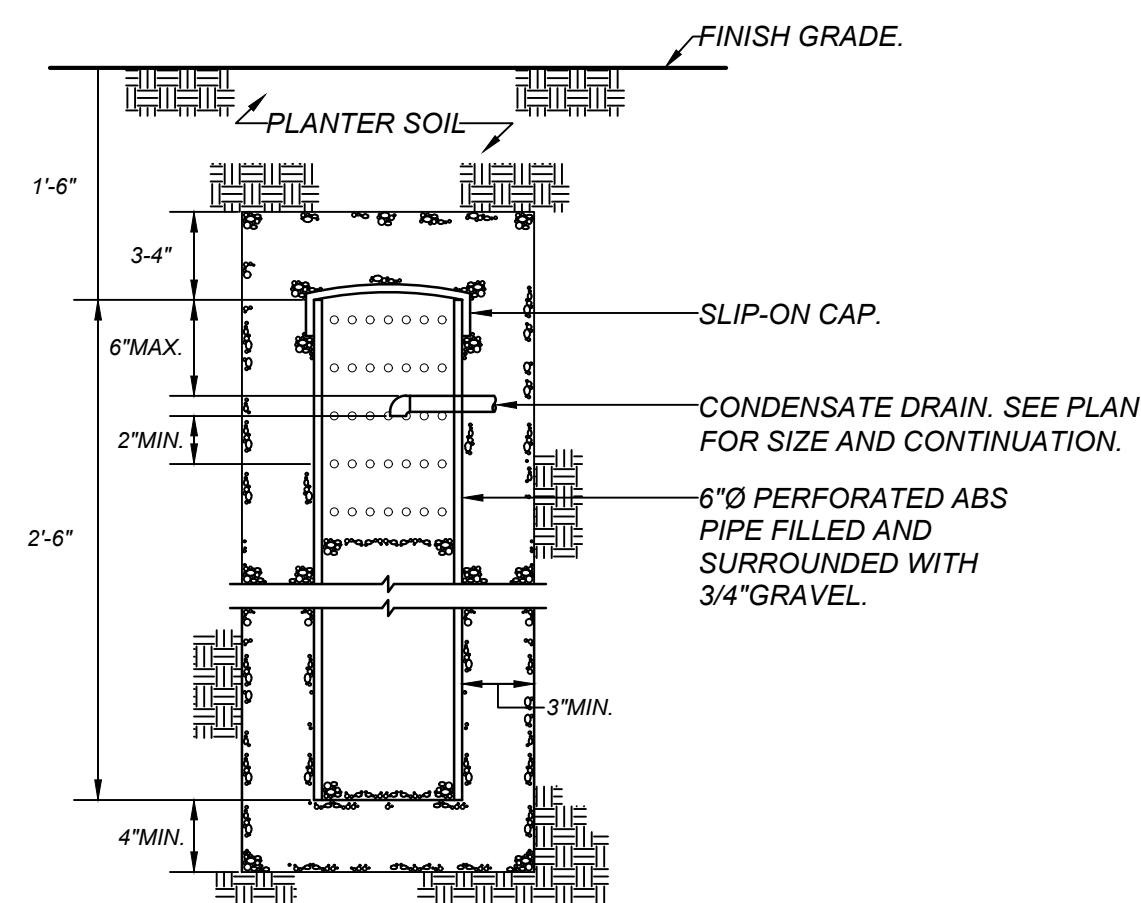 FINISH GRADE.
PLANTER SOIL
1'-6"
3-4"
SLIP-ON CAP.
6"MAX.
CONDENSATE DRAIN. SEE PLAN
FOR SIZE AND CONTINUATION.
2"MIN.
6"Ø PERFORATED ABS
PIPE FILLED AND
SURROUNDED WITH
3/4"GRAVEL.
2'-6"
3"MIN.
4"MIN.